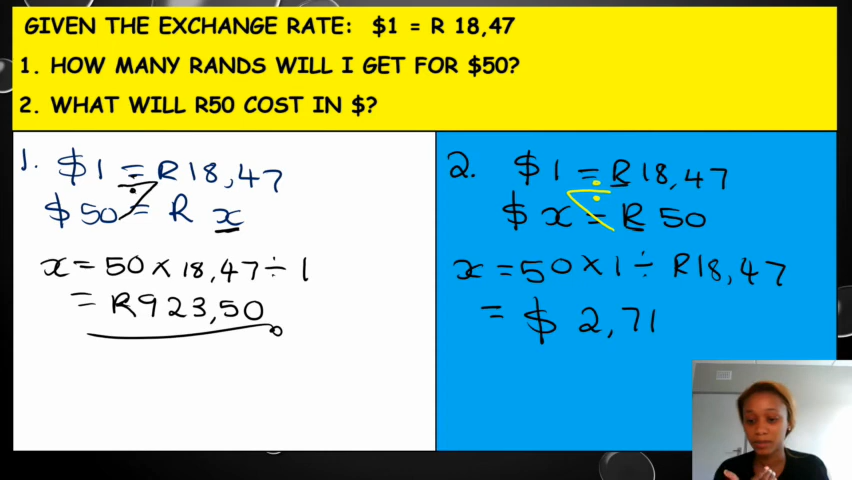 GIVEN THE EXCHANGE RATE: $1 = R 18,47
1. HOW MANY RANDS WILL I GET FOR $50?
2. WHAT WILL R50 COST IN $?
1. $1 = R18,47
$50 = R x
x = 50 × 18,47 ÷ 1
= R923,50
2. $1 = R18,47
$ x = R 50
x = 50 × 1 ÷ R18,47
= $ 2,71